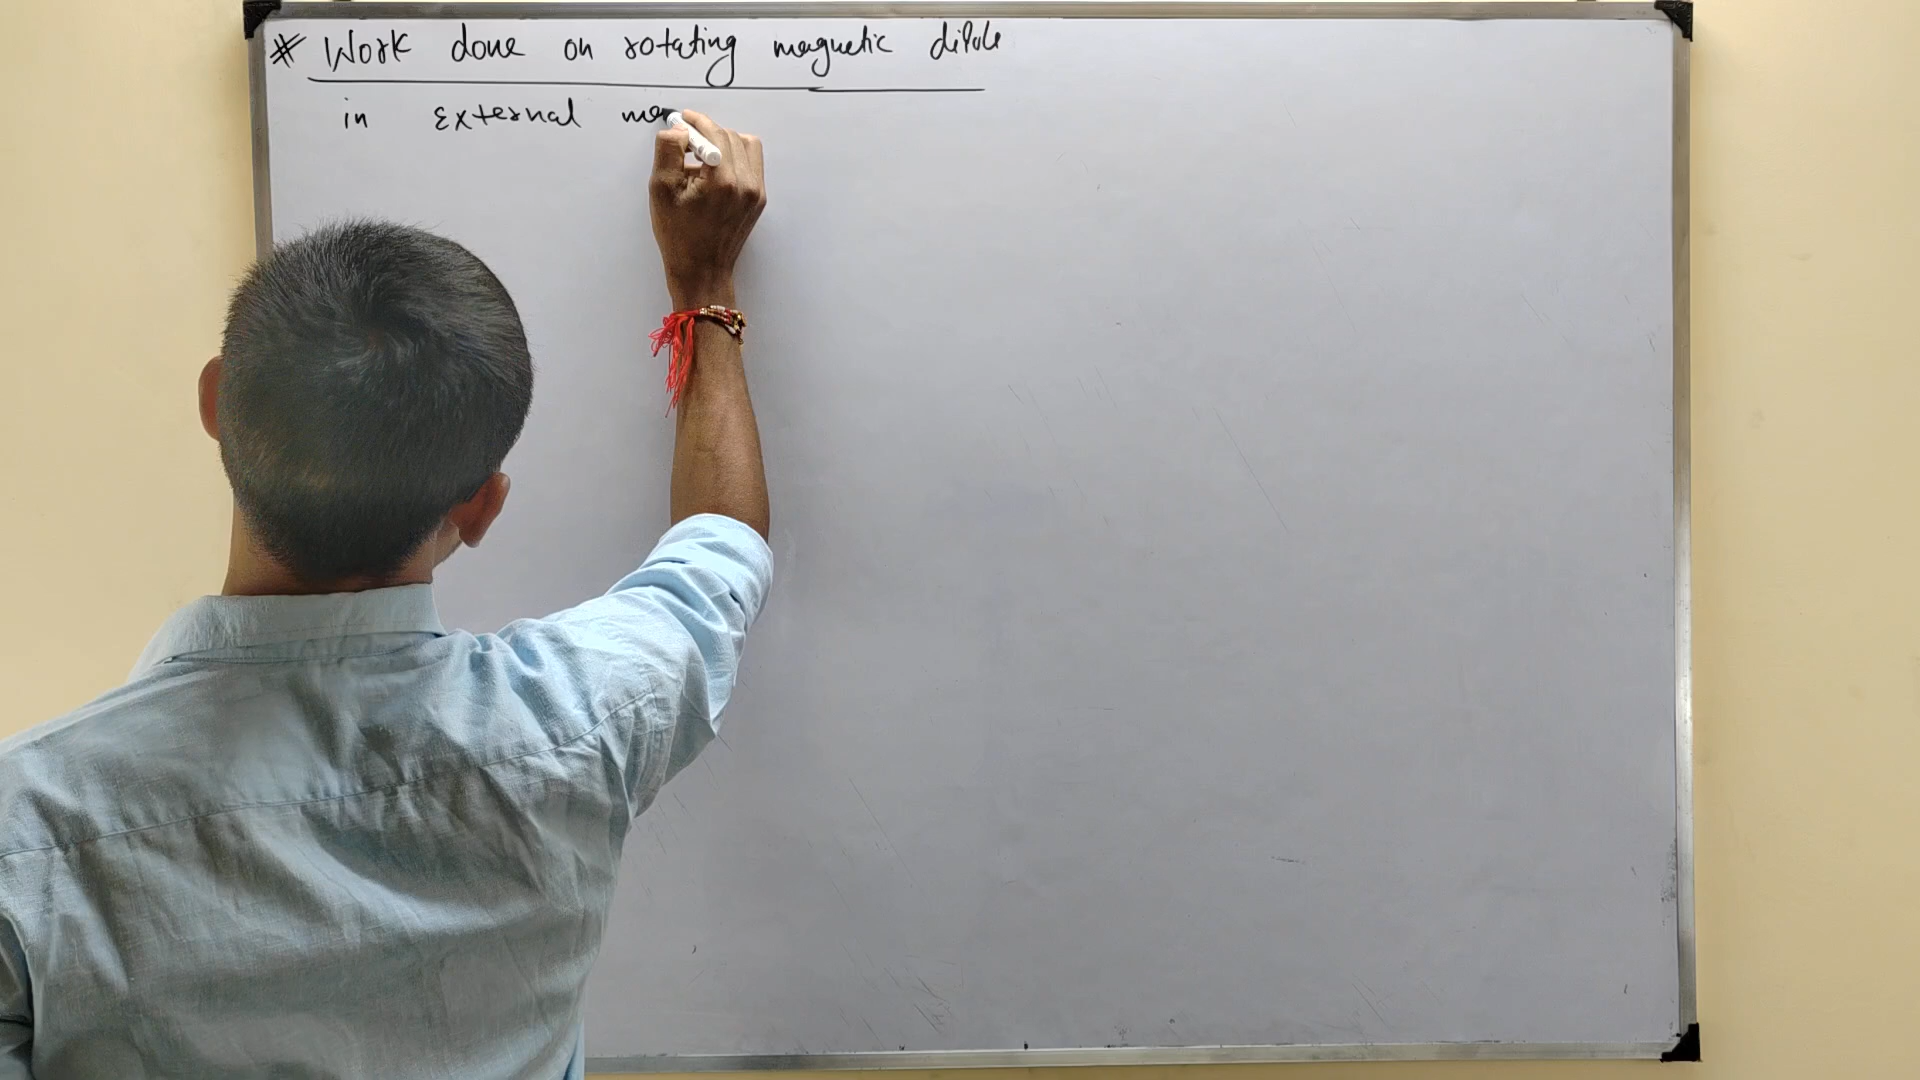 # Work done on rotating magnetic dipole
in External